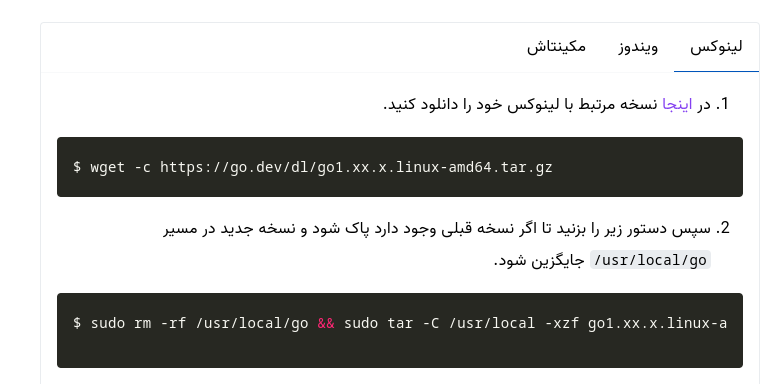 لینوکس ویندوز مکینتاش
1. در اینجا نسخه مرتبط با لینوکس خود را دانلود کنید.
$ wget -c https://go.dev/dl/go1.xx.x.linux-amd64.tar.gz
2. سپس دستور زیر را بزنید تا اگر نسخه قبلی وجود دارد پاک شود و نسخه جدید در مسیر
/usr/local/go جایگزین شود.
$ sudo rm -rf /usr/local/go && sudo tar -C /usr/local -xzf go1.xx.x.linux-a